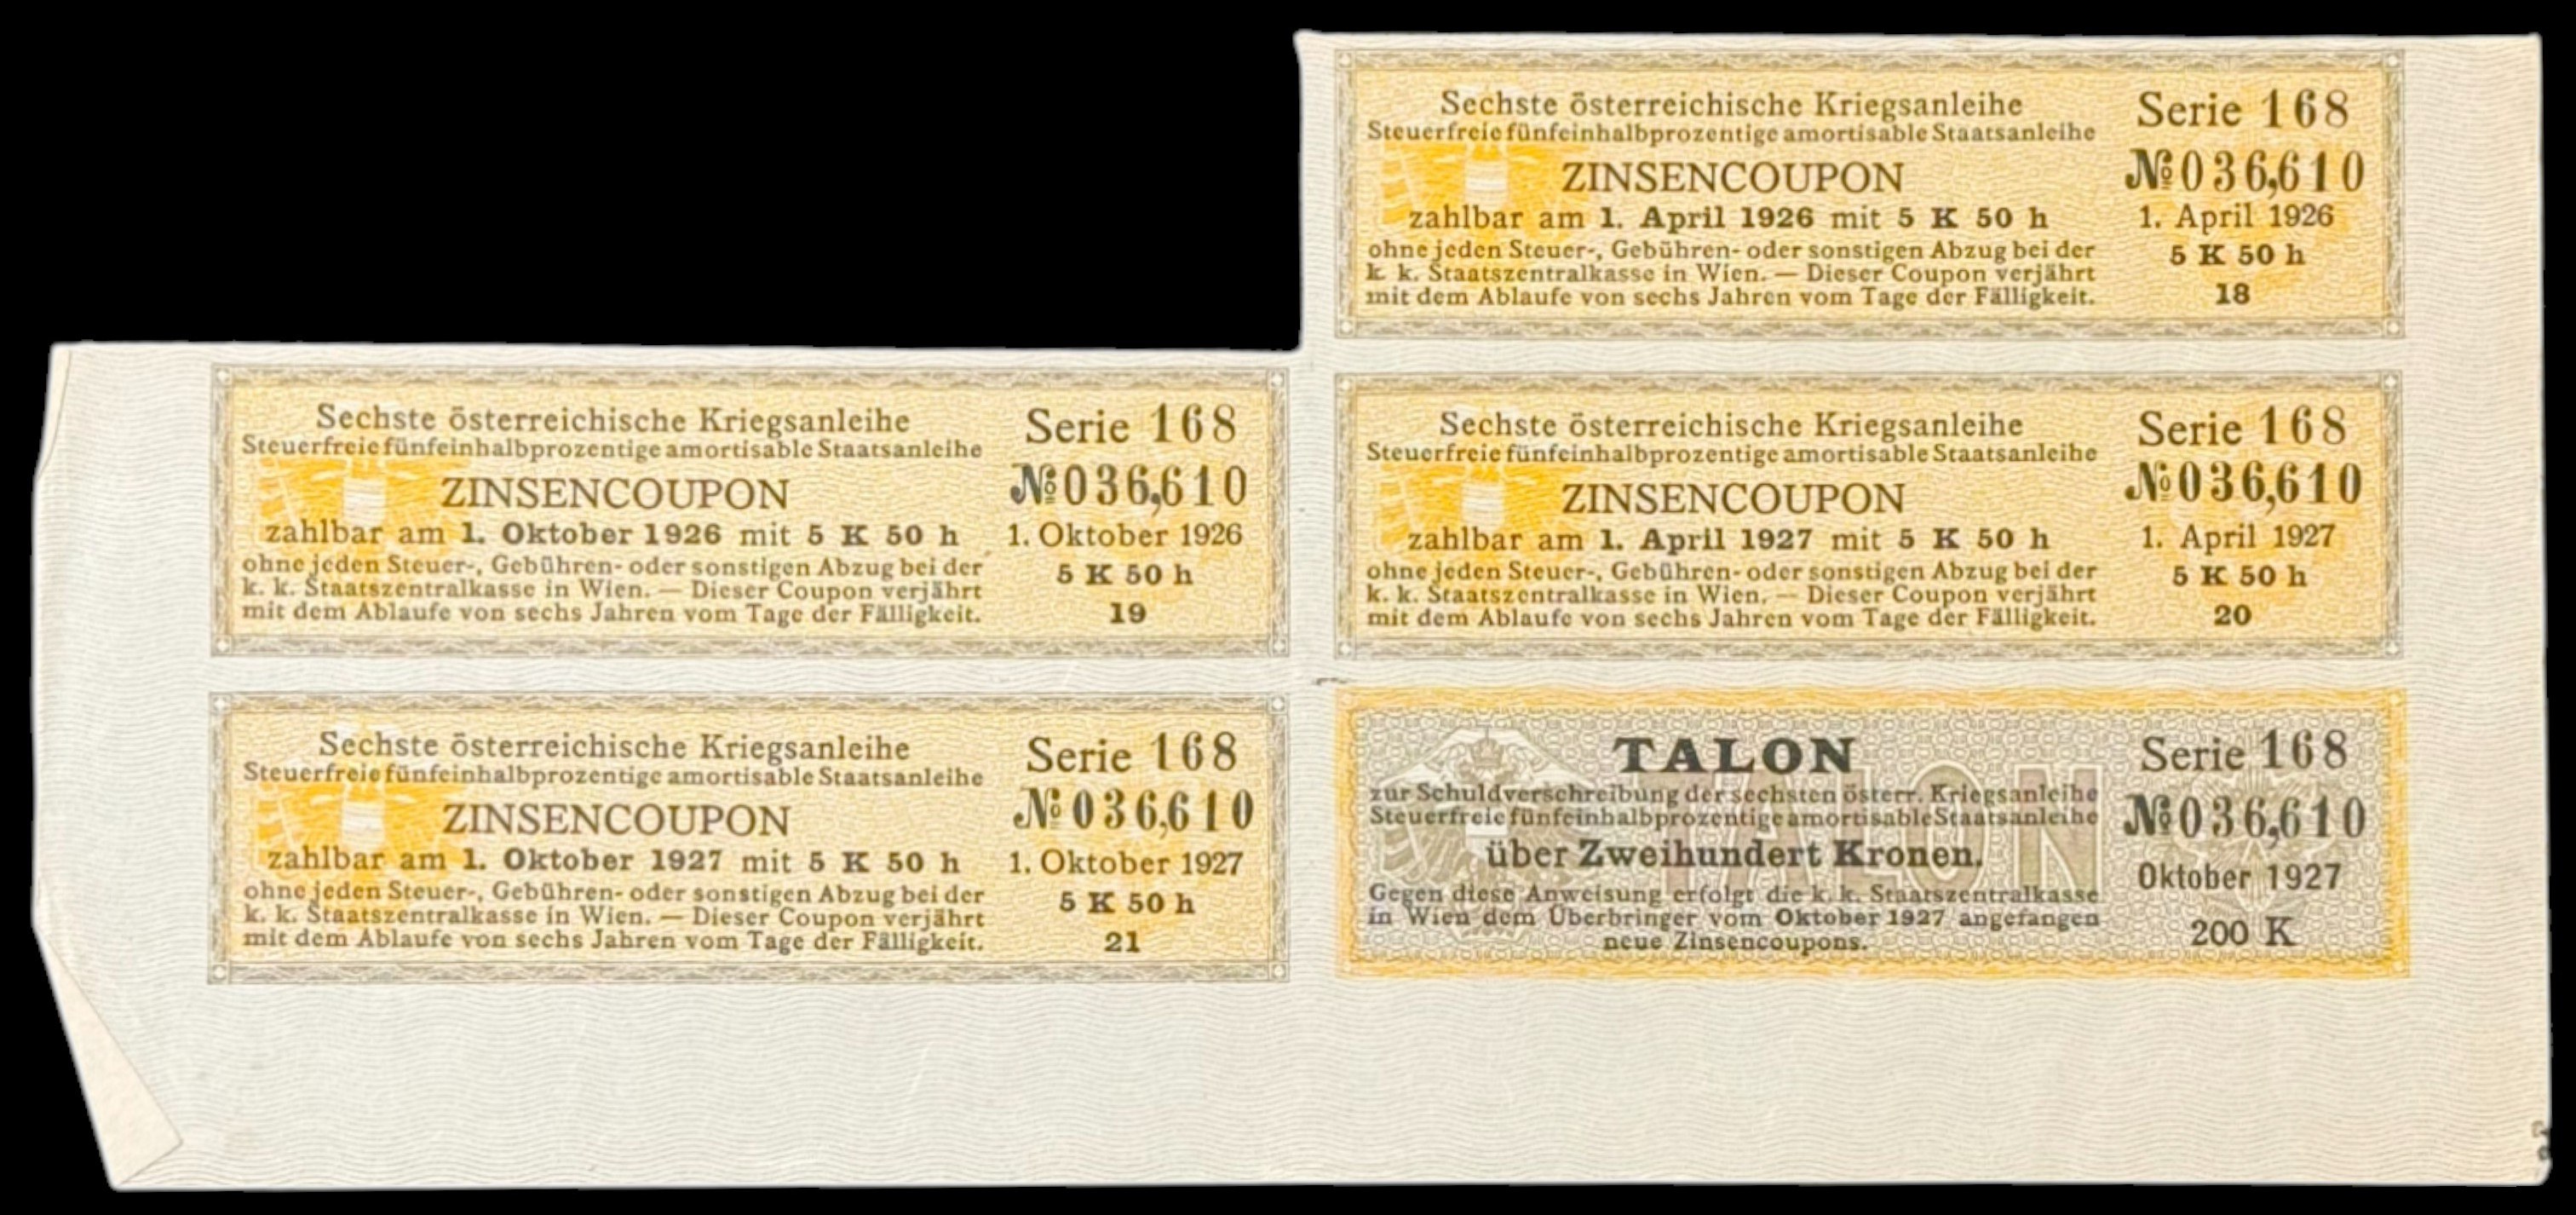 Sechste österreichische Kriegsanleihe
Steuerfreie fünfeinhalbprozentige amortisable Staatsanleihe
ZINSENCOUPON
zahlbar am 1. April 1926 mit 5 K 50 h
ohne jeden Steuer-, Gebühren- oder sonstigen Abzug bei der
k. k. Staatszentralkasse in Wien. — Dieser Coupon verjährt
mit dem Ablaufe von sechs Jahren vom Tage der Fälligkeit.
Serie 168
№ 036,610
1. April 1926
5 K 50 h
18
Sechste österreichische Kriegsanleihe
Steuerfreie fünfeinhalbprozentige amortisable Staatsanleihe
ZINSENCOUPON
zahlbar am 1. Oktober 1926 mit 5 K 50 h
ohne jeden Steuer-, Gebühren- oder sonstigen Abzug bei der
k. k. Staatszentralkasse in Wien. — Dieser Coupon verjährt
mit dem Ablaufe von sechs Jahren vom Tage der Fälligkeit.
Serie 168
№ 036,610
1. Oktober 1926
5 K 50 h
19
Sechste österreichische Kriegsanleihe
Steuerfreie fünfeinhalbprozentige amortisable Staatsanleihe
ZINSENCOUPON
zahlbar am 1. April 1927 mit 5 K 50 h
ohne jeden Steuer-, Gebühren- oder sonstigen Abzug bei der
k. k. Staatszentralkasse in Wien. — Dieser Coupon verjährt
mit dem Ablaufe von sechs Jahren vom Tage der Fälligkeit.
Serie 168
№ 036,610
1. April 1927
5 K 50 h
20
Sechste österreichische Kriegsanleihe
Steuerfreie fünfeinhalbprozentige amortisable Staatsanleihe
ZINSENCOUPON
zahlbar am 1. Oktober 1927 mit 5 K 50 h
ohne jeden Steuer-, Gebühren- oder sonstigen Abzug bei der
k. k. Staatszentralkasse in Wien. — Dieser Coupon verjährt
mit dem Ablaufe von sechs Jahren vom Tage der Fälligkeit.
Serie 168
№ 036,610
1. Oktober 1927
5 K 50 h
21
TALON
TALON
zur Schuldverschreibung der sechsten österr. Kriegsanleihe
Steuerfreie fünfeinhalbprozentige amortisable Staatsanleihe
über Zweihundert Kronen.
Gegen diese Anweisung erfolgt die k. k. Staatszentralkasse
in Wien dem Überbringer vom Oktober 1927 angefangen
neue Zinsencoupons.
Serie 168
№ 036,610
Oktober 1927
200 K